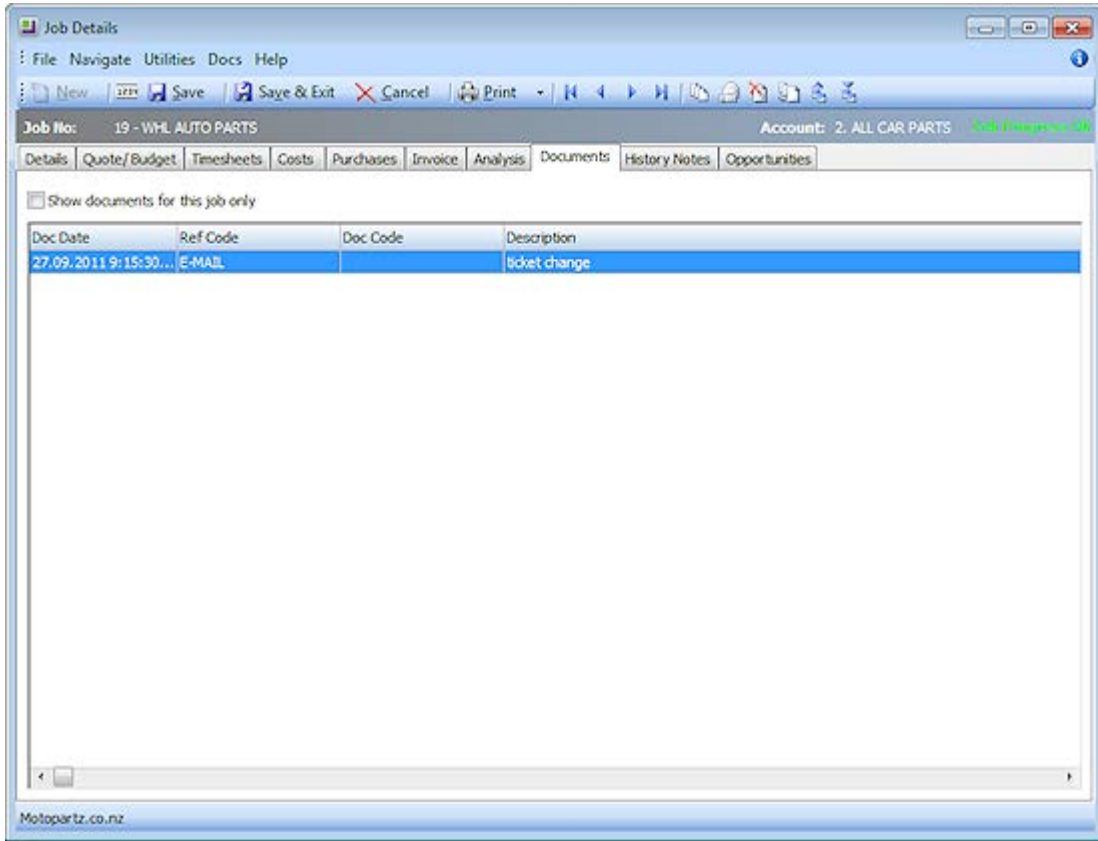 Job Details
File Navigate Utilities Docs Help
New Save Save & Exit Cancel Print
Job No: 19 - WHL AUTO PARTS Account: 2. ALL CAR PARTS
Details Quote/Budget Timesheets Costs Purchases Invoice Analysis Documents History Notes Opportunities
Show documents for this job only
Doc Date Ref Code Doc Code Description
27.09.2011 9:15:30... E-MAIL ticket change
Motopartz.co.nz